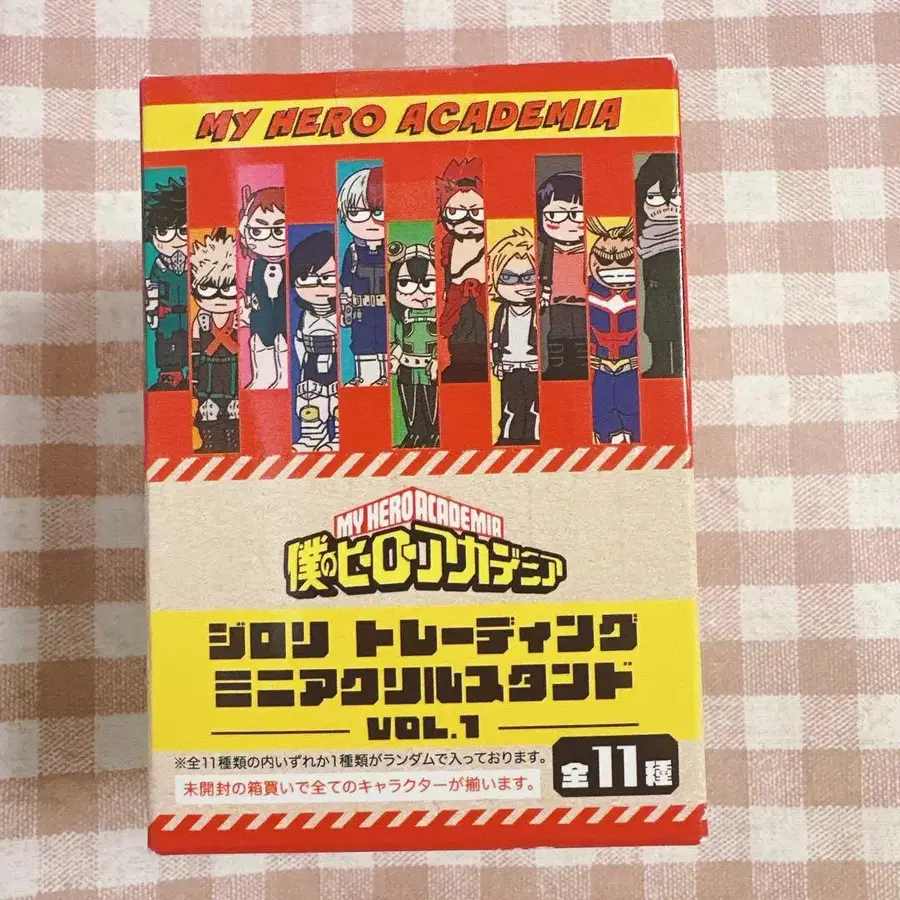 MY HERO ACADEMIA
MY HERO ACADEMIA
僕のヒーローアカデミア
ジロリ トレーディング
ミニアクリルスタンド
VOL.1
※全11種類の内いずれか1種類がランダムで入っております。
未開封の箱買いで全てのキャラクターが揃います。
全11種